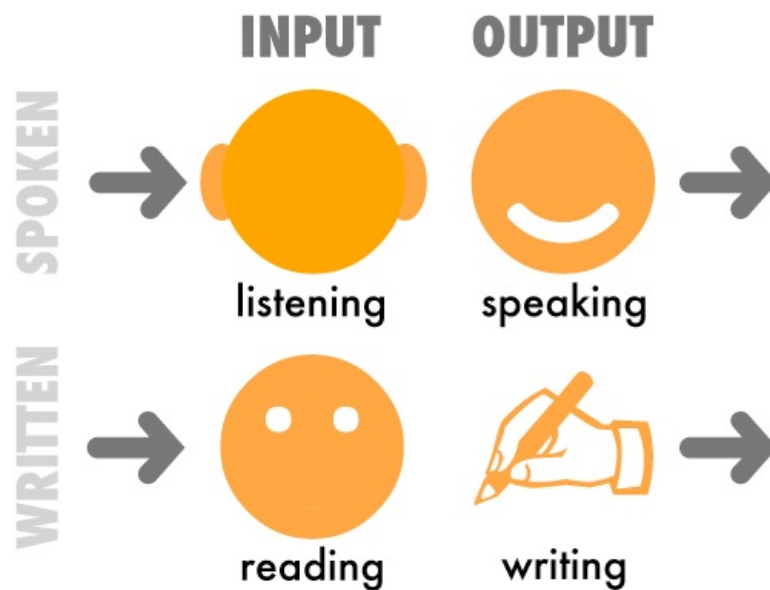 INPUT OUTPUT
SPOKEN
listening speaking
WRITTEN
reading writing